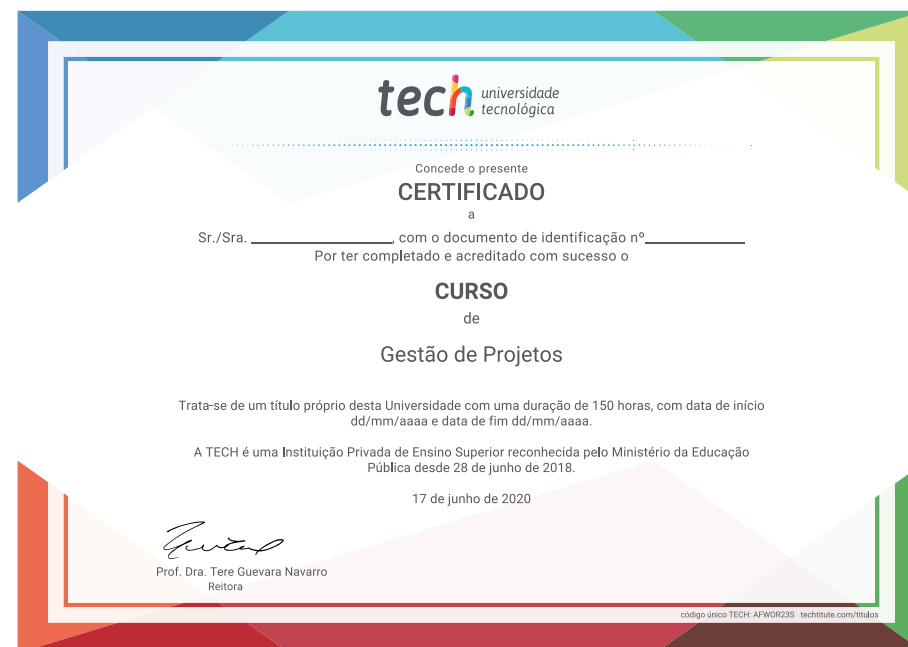 tech universidade
tecnológica
Concede o presente
CERTIFICADO
a
Sr./Sra. ____________________, com o documento de identificação nº______________
Por ter completado e acreditado com sucesso o
CURSO
de
Gestão de Projetos
Trata-se de um título próprio desta Universidade com uma duração de 150 horas, com data de início
dd/mm/aaaa e data de fim dd/mm/aaaa.
A TECH é uma Instituição Privada de Ensino Superior reconhecida pelo Ministério da Educação
Pública desde 28 de junho de 2018.
17 de junho de 2020
Prof. Dra. Tere Guevara Navarro
Reitora
código único TECH: AFWOR23S techtitute.com/titulos